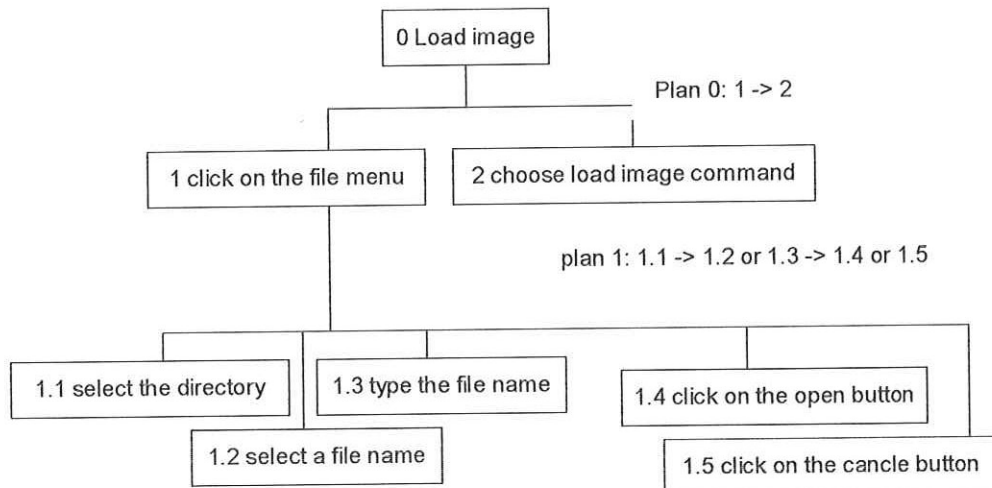 0 Load image
Plan 0: 1 -> 2
1 click on the file menu
2 choose load image command
plan 1: 1.1 -> 1.2 or 1.3 -> 1.4 or 1.5
1.1 select the directory
1.3 type the file name
1.4 click on the open button
1.2 select a file name
1.5 click on the cancle button